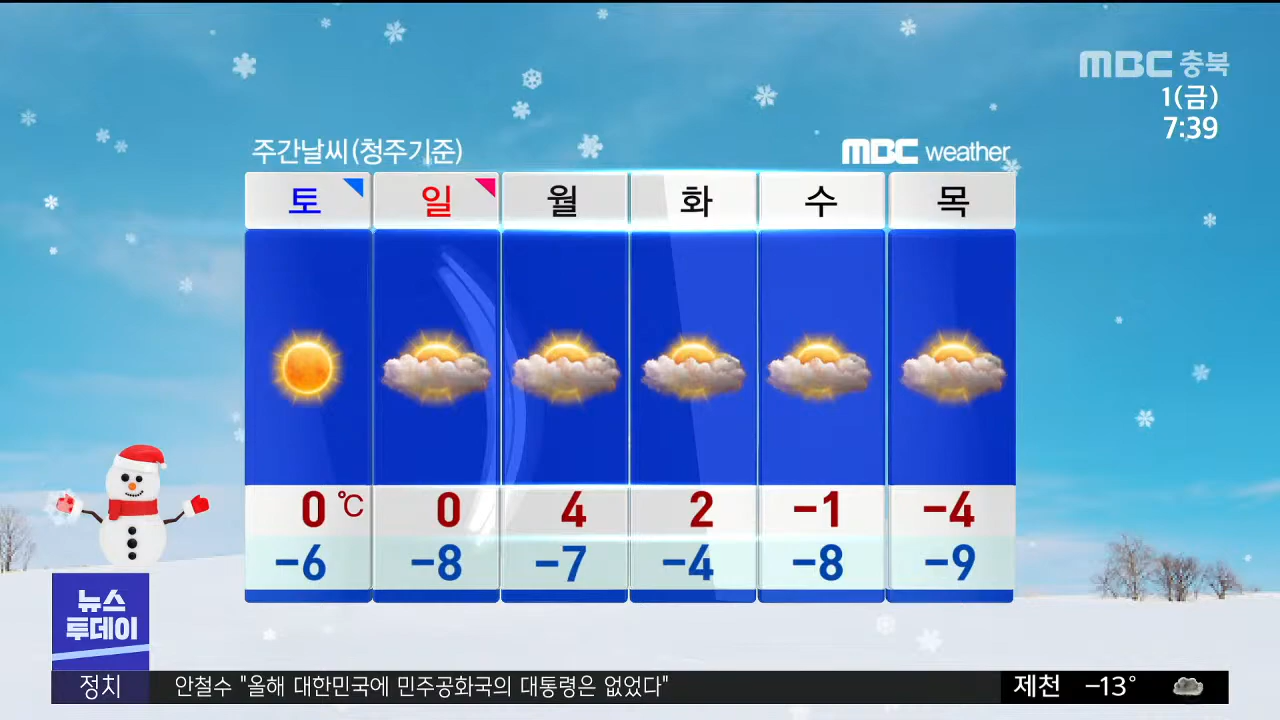 MBC 충북
1(금)
7:39
주간날씨(청주기준)
MBC weather
토 일 월 화 수 목
0℃ 0 4 2 -1 -4
-6 -8 -7 -4 -8 -9
뉴스
투데이
정치 안철수 "올해 대한민국에 민주공화국의 대통령은 없었다" 제천 -13°